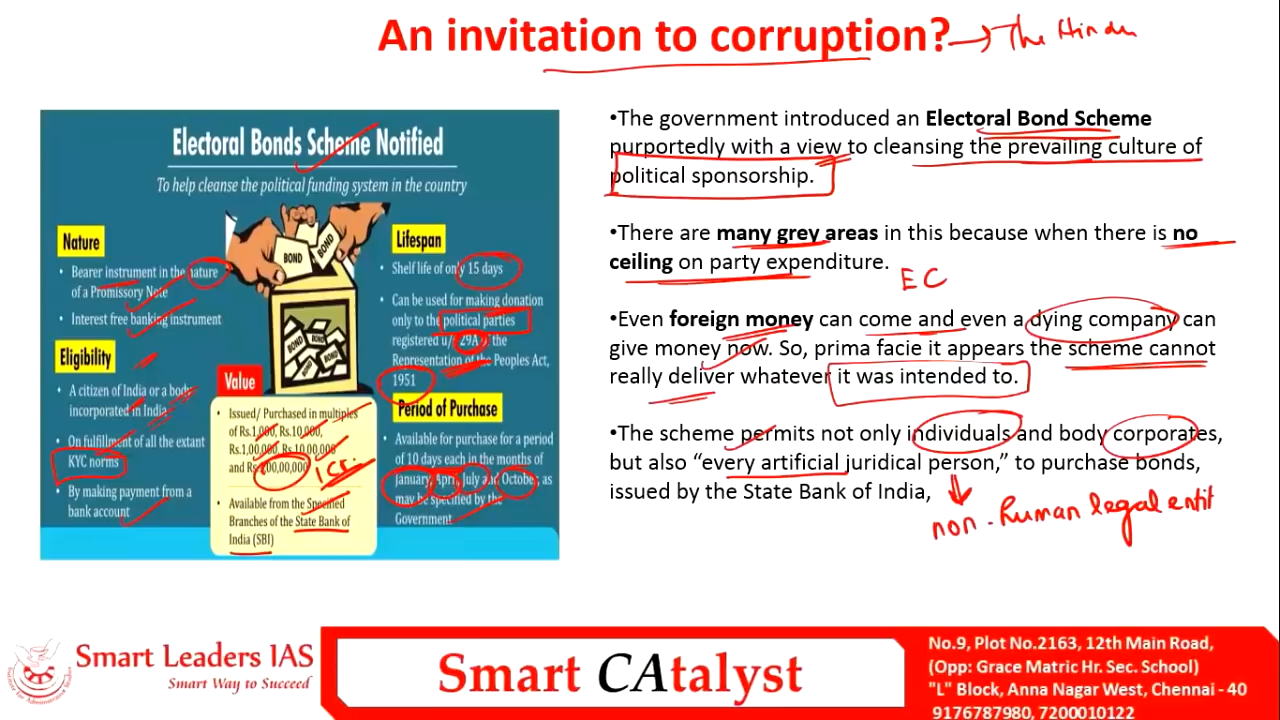 An invitation to corruption? → The Hindu
Electoral Bonds Scheme Notified
To help cleanse the political funding system in the country
Nature
• Bearer instrument in the nature
of a Promissory Note
• Interest free banking instrument
Eligibility
• A citizen of India or a body
incorporated in India
• On fulfillment of all the extant
KYC norms
• By making payment from a
bank account
BOND
BOND
BOND
BOND
Value
• Issued/ Purchased in multiples
of Rs.1,000, Rs.10,000,
Rs.1,00,000, Rs.10,00,000
and Rs 1,00,00,000 1 cr.
• Available from the Specified
Branches of the State Bank of
India (SBI)
Lifespan
• Shelf life of only 15 days
• Can be used for making donation
only to the political parties
registered u/s 29A of the
Representation of the Peoples Act,
1951
Period of Purchase
• Available for purchase for a period
of 10 days each in the months of
January, April, July and October, as
may be specified by the
Government
•The government introduced an Electoral Bond Scheme
purportedly with a view to cleansing the prevailing culture of
political sponsorship.
•There are many grey areas in this because when there is no
ceiling on party expenditure.
EC
•Even foreign money can come and even a dying company can
give money now. So, prima facie it appears the scheme cannot
really deliver whatever it was intended to.
•The scheme permits not only individuals and body corporates,
but also “every artificial juridical person,” to purchase bonds,
issued by the State Bank of India,
non - human legal entit
Smart Leaders IAS
Smart Way to Succeed
Smart CAtalyst
No.9, Plot No.2163, 12th Main Road,
(Opp: Grace Matric Hr. Sec. School)
"L" Block, Anna Nagar West, Chennai - 40
9176787980, 7200010122